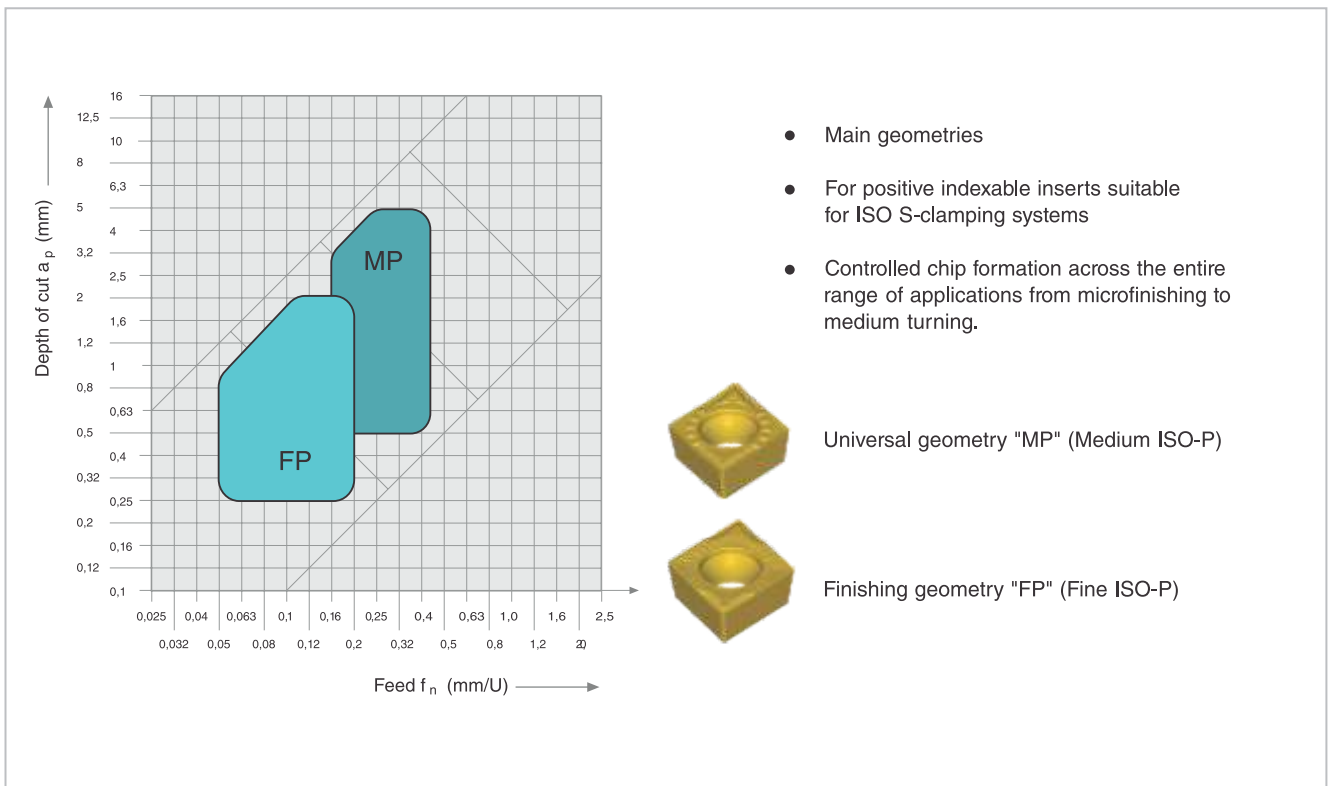 16
12,5
10
8
6,3
5
4
3,2
2,5
2
1,6
1,2
1
0,8
0,63
0,5
0,4
0,32
0,25
0,2
0,16
0,12
0,1
Depth of cut a p (mm)
MP
FP
0,025 0,04 0,063 0,1 0,16 0,25 0,4 0,63 1,0 1,6 2,5
0,032 0,05 0,08 0,12 0,2 0,32 0,5 0,8 1,2 20,
Feed f n (mm/U)
● Main geometries
● For positive indexable inserts suitable
for ISO S-clamping systems
● Controlled chip formation across the entire
range of applications from microfinishing to
medium turning.
Universal geometry "MP" (Medium ISO-P)
Finishing geometry "FP" (Fine ISO-P)